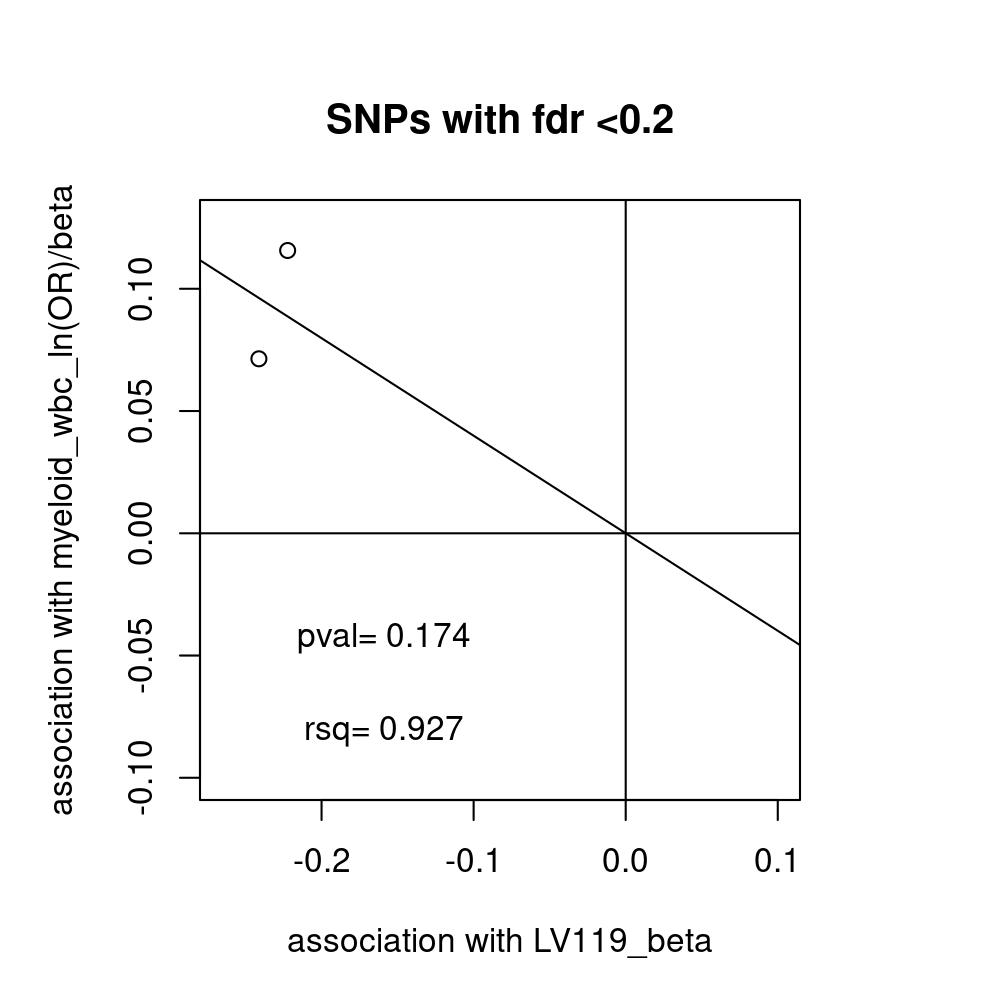 SNPs with fdr <0.2
association with myeloid_wbc_ln(OR)/beta
0.10
0.05
0.00
-0.05
-0.10
pval= 0.174
rsq= 0.927
-0.2
-0.1
0.0
0.1
association with LV119_beta